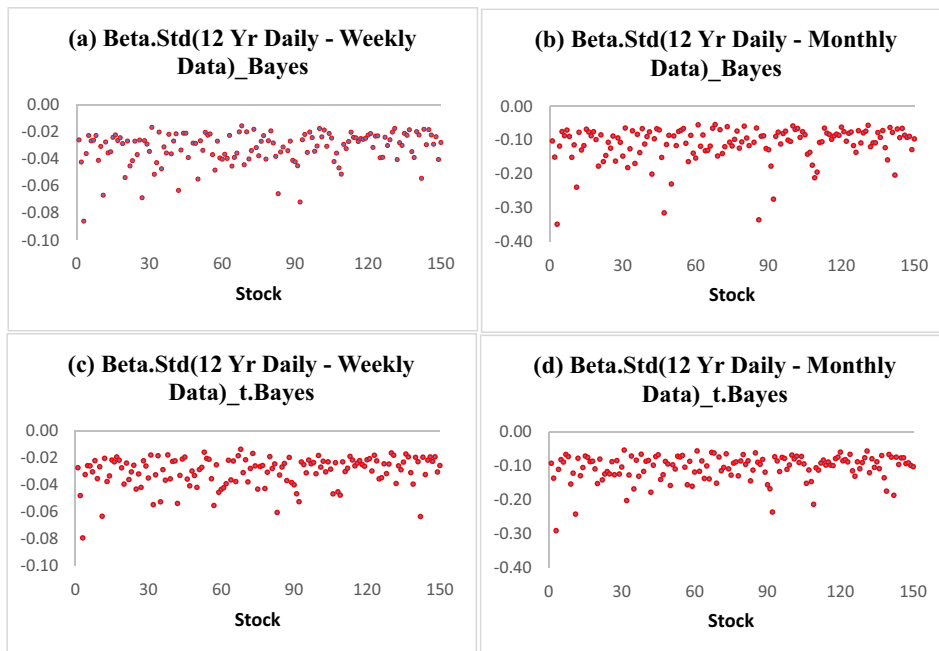 (a) Beta.Std(12 Yr Daily - Weekly
Data)_Bayes
0.00
-0.02
-0.04
-0.06
-0.08
-0.10
0 30 60 90 120 150
Stock
(b) Beta.Std(12 Yr Daily - Monthly
Data)_Bayes
0.00
-0.10
-0.20
-0.30
-0.40
0 30 60 90 120 150
Stock
(c) Beta.Std(12 Yr Daily - Weekly
Data)_t.Bayes
0.00
-0.02
-0.04
-0.06
-0.08
-0.10
0 30 60 90 120 150
Stock
(d) Beta.Std(12 Yr Daily - Monthly
Data)_t.Bayes
0.00
-0.10
-0.20
-0.30
-0.40
0 30 60 90 120 150
Stock